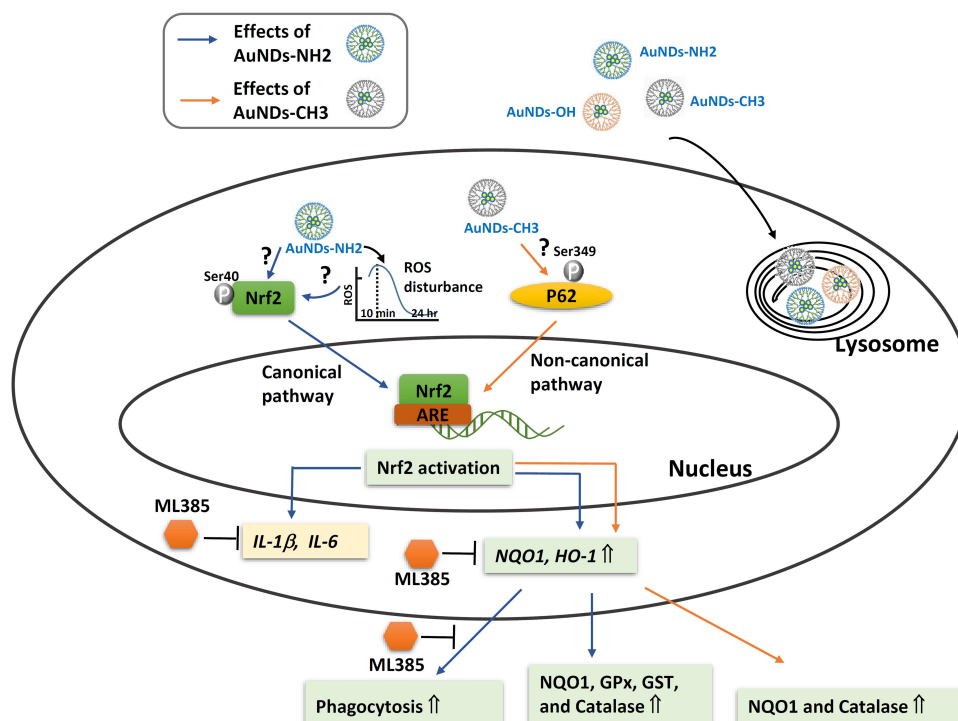 Effects of
AuNDs-NH2
Effects of
AuNDs-CH3
AuNDs-NH2
AuNDs-OH
AuNDs-CH3
AuNDs-NH2
AuNDs-CH3
?
?
?
Ser40
P
Nrf2
ROS
10 min
24 hr
ROS
disturbance
Ser349
P
P62
Lysosome
Canonical
pathway
Non-canonical
pathway
Nrf2
ARE
Nrf2 activation
Nucleus
ML385
IL-1β, IL-6
ML385
NQO1, HO-1 ⇑
ML385
Phagocytosis ⇑
NQO1, GPx, GST,
and Catalase ⇑
NQO1 and Catalase ⇑